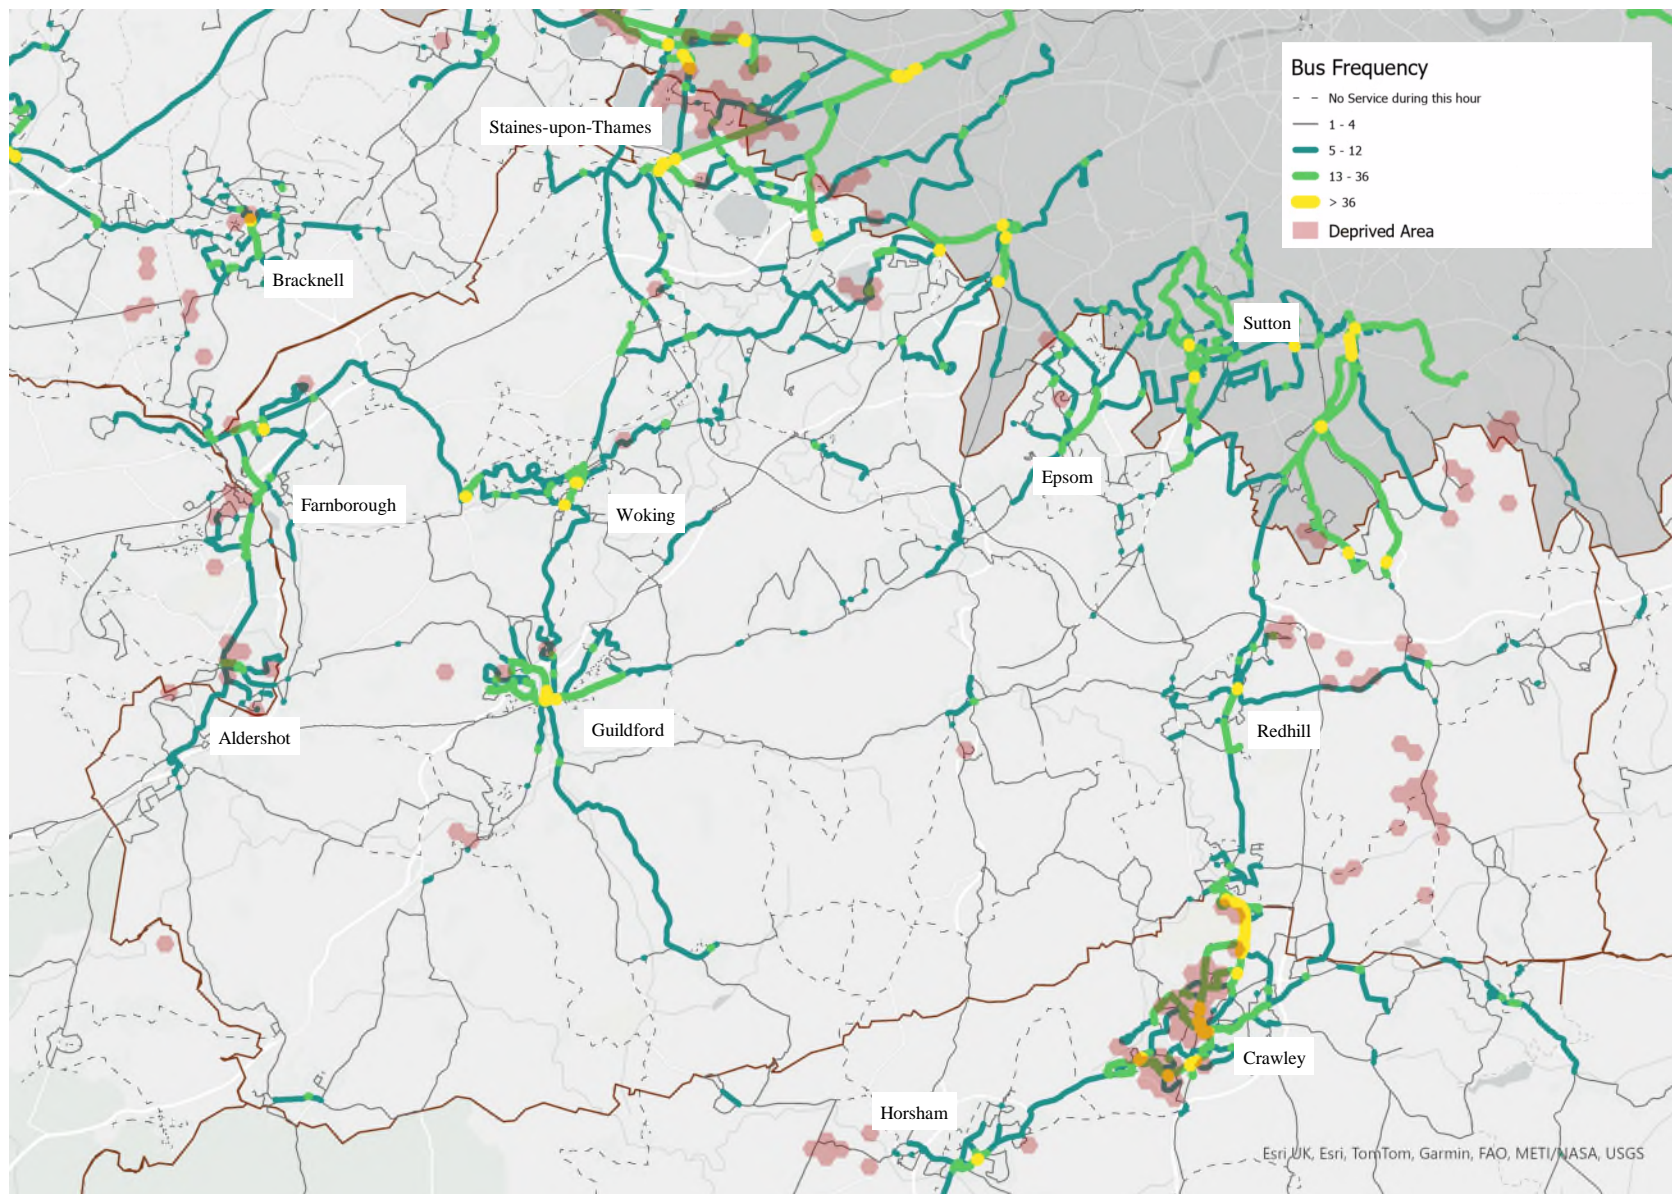 Bus Frequency
No Service during this hour
1 - 4
5 - 12
13 - 36
> 36
Deprived Area
Staines-upon-Thames
Bracknell
Sutton
Epsom
Farnborough
Woking
Guildford
Redhill
Aldershot
Crawley
Horsham
Esri UK, Esri, TomTom, Garmin, FAO, METI/NASA, USGS